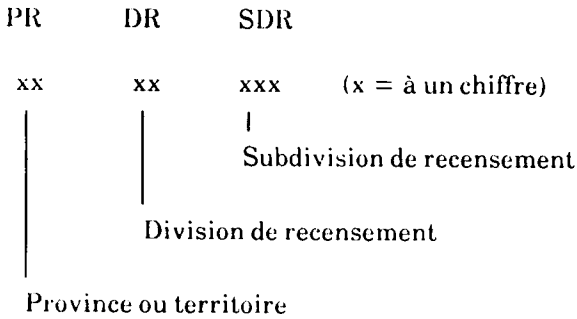 PR DR SDR
xx xx xxx (x = à un chiffre)
Subdivision de recensement
Division de recensement
Province ou territoire